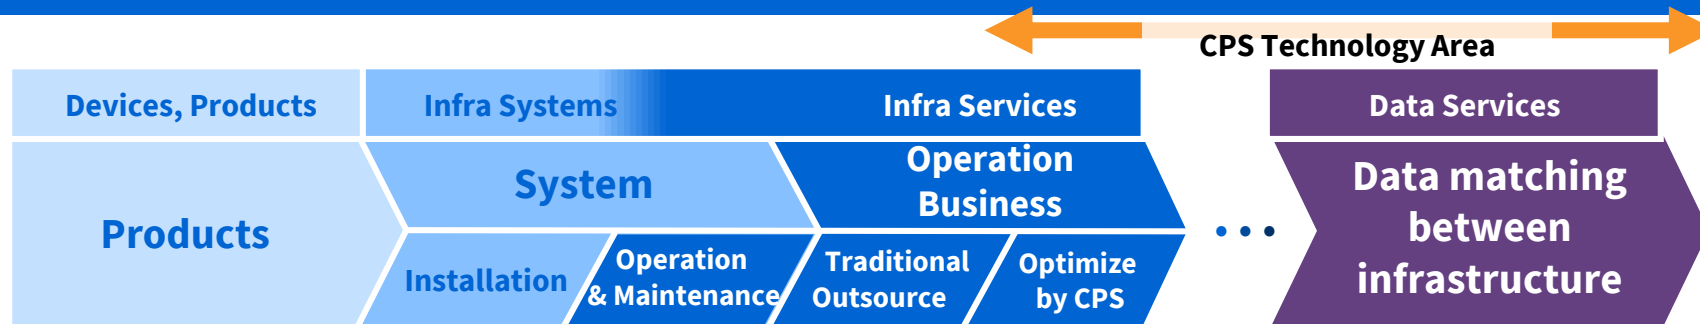 CPS Technology Area
Devices, Products
Infra Systems
Infra Services
Data Services
Products
System
Operation
Business
Installation
Operation
& Maintenance
Traditional
Outsource
Optimize
by CPS
Data matching
between
infrastructure